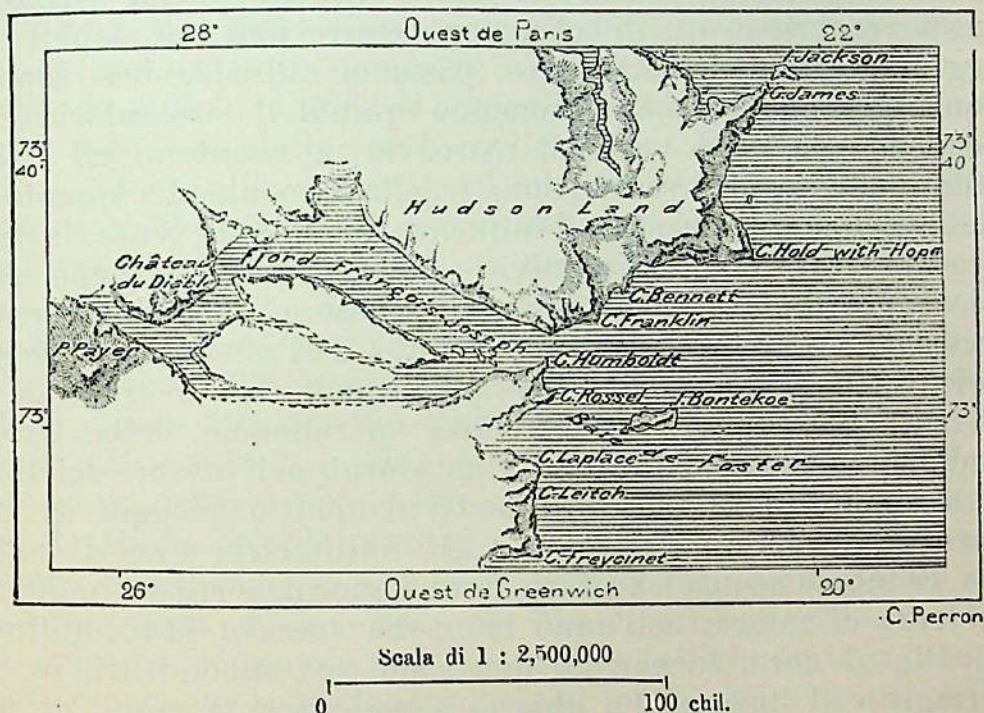 28° Ouest de Paris 22°
I. Jackson
C. James
73° 40'
73° 40'
Hudson Land
C. Hold with Hope
Château
du Diable
Fjord François-Joseph
C. Bennett
C. Franklin
P. Payer
C. Humboldt
C. Rossel
I. Bontekoe
73°
73°
Baie de Foster
C. Laplace
C. Leitch
C. Freycinet
26° Ouest de Greenwich 20°
C. Perron
Scala di 1 : 2,500,000
0 100 chil.